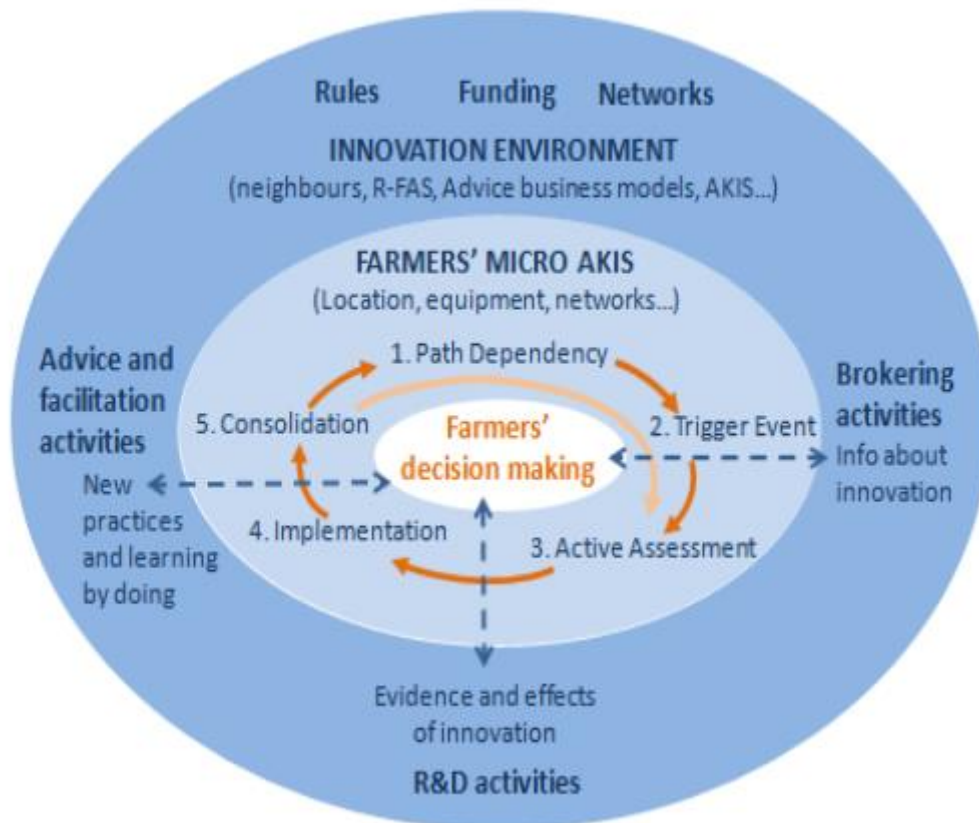 Rules Funding Networks
INNOVATION ENVIRONMENT
(neighbours, R-FAS, Advice business models, AKIS...)
FARMERS' MICRO AKIS
(Location, equipment, networks...)
1. Path Dependency
2. Trigger Event
3. Active Assessment
4. Implementation
5. Consolidation
Farmers'
decision making
Advice and
facilitation
activities
New
practices
and learning
by doing
Brokering
activities
Info about
innovation
Evidence and effects
of innovation
R&D activities